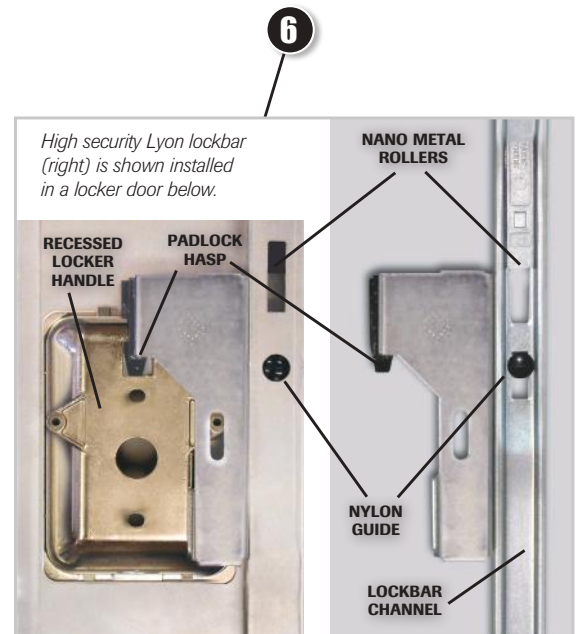 6
High security Lyon lockbar
(right) is shown installed
in a locker door below.
NANO METAL
ROLLERS
RECESSED
LOCKER
HANDLE
PADLOCK
HASP
NYLON
GUIDE
LOCKBAR
CHANNEL